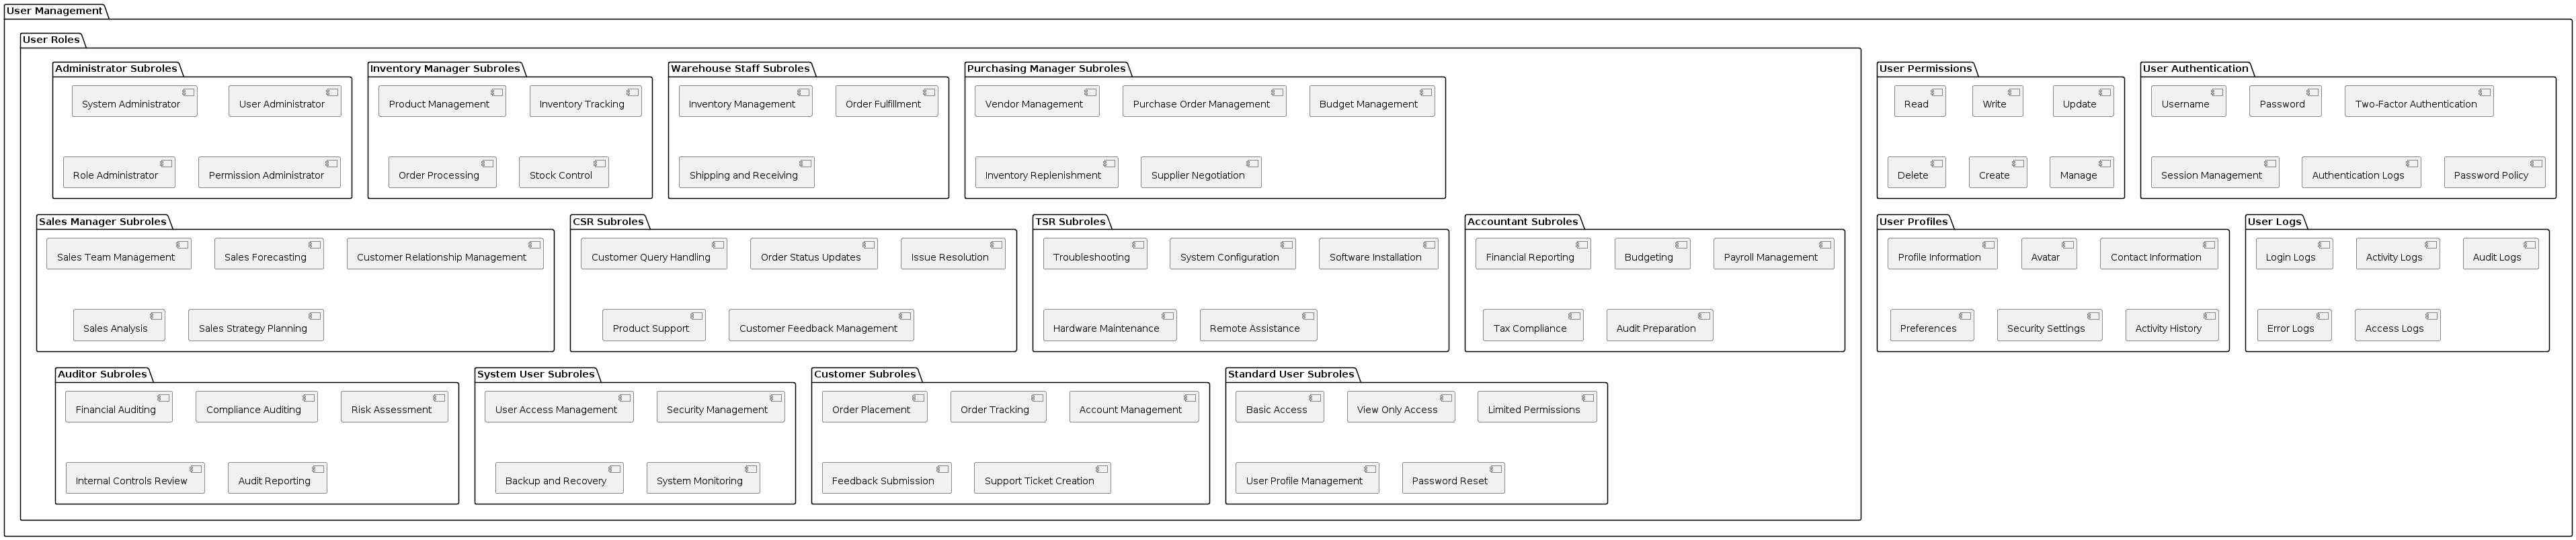 User Management
User Roles
Administrator Subroles
System Administrator
User Administrator
Role Administrator
Permission Administrator
Inventory Manager Subroles
Product Management
Inventory Tracking
Order Processing
Stock Control
Warehouse Staff Subroles
Inventory Management
Order Fulfillment
Shipping and Receiving
Purchasing Manager Subroles
Vendor Management
Purchase Order Management
Budget Management
Inventory Replenishment
Supplier Negotiation
Sales Manager Subroles
Sales Team Management
Sales Forecasting
Customer Relationship Management
Sales Analysis
Sales Strategy Planning
CSR Subroles
Customer Query Handling
Order Status Updates
Issue Resolution
Product Support
Customer Feedback Management
TSR Subroles
Troubleshooting
System Configuration
Software Installation
Hardware Maintenance
Remote Assistance
Accountant Subroles
Financial Reporting
Budgeting
Payroll Management
Tax Compliance
Audit Preparation
Auditor Subroles
Financial Auditing
Compliance Auditing
Risk Assessment
Internal Controls Review
Audit Reporting
System User Subroles
User Access Management
Security Management
Backup and Recovery
System Monitoring
Customer Subroles
Order Placement
Order Tracking
Account Management
Feedback Submission
Support Ticket Creation
Standard User Subroles
Basic Access
View Only Access
Limited Permissions
User Profile Management
Password Reset
User Permissions
Read
Write
Update
Delete
Create
Manage
User Authentication
Username
Password
Two-Factor Authentication
Session Management
Authentication Logs
Password Policy
User Profiles
Profile Information
Avatar
Contact Information
Preferences
Security Settings
Activity History
User Logs
Login Logs
Activity Logs
Audit Logs
Error Logs
Access Logs